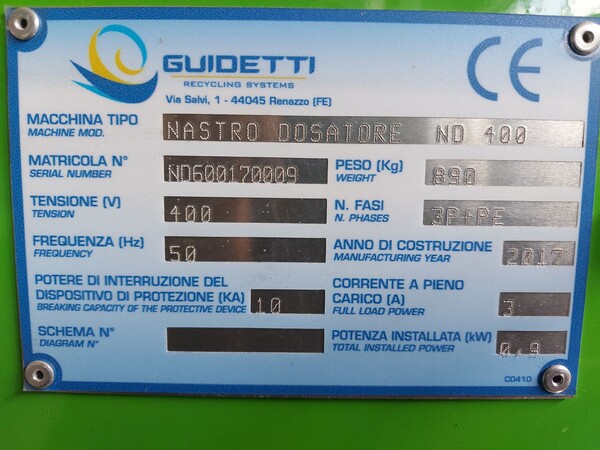 GUIDETTI
RECYCLING SYSTEMS
Via Salvi, 1 - 44045 Renazzo (FE)
CE
MACCHINA TIPO NASTRO DOSATORE ND 400
MACHINE MOD.
MATRICOLA N° ND600170009 PESO (Kg) 890
SERIAL NUMBER WEIGHT
TENSIONE (V) 400 N. FASI 3P+PE
TENSION N. PHASES
FREQUENZA (Hz) 50 ANNO DI COSTRUZIONE 2017
FREQUENCY MANUFACTURING YEAR
POTERE DI INTERRUZIONE DEL CORRENTE A PIENO
DISPOSITIVO DI PROTEZIONE (KA) 10 CARICO (A) 3
BREAKING CAPACITY OF THE PROTECTIVE DEVICE FULL LOAD POWER
SCHEMA N° POTENZA INSTALLATA (kW) 0,9
DIAGRAM N° TOTAL INSTALLED POWER
CD410